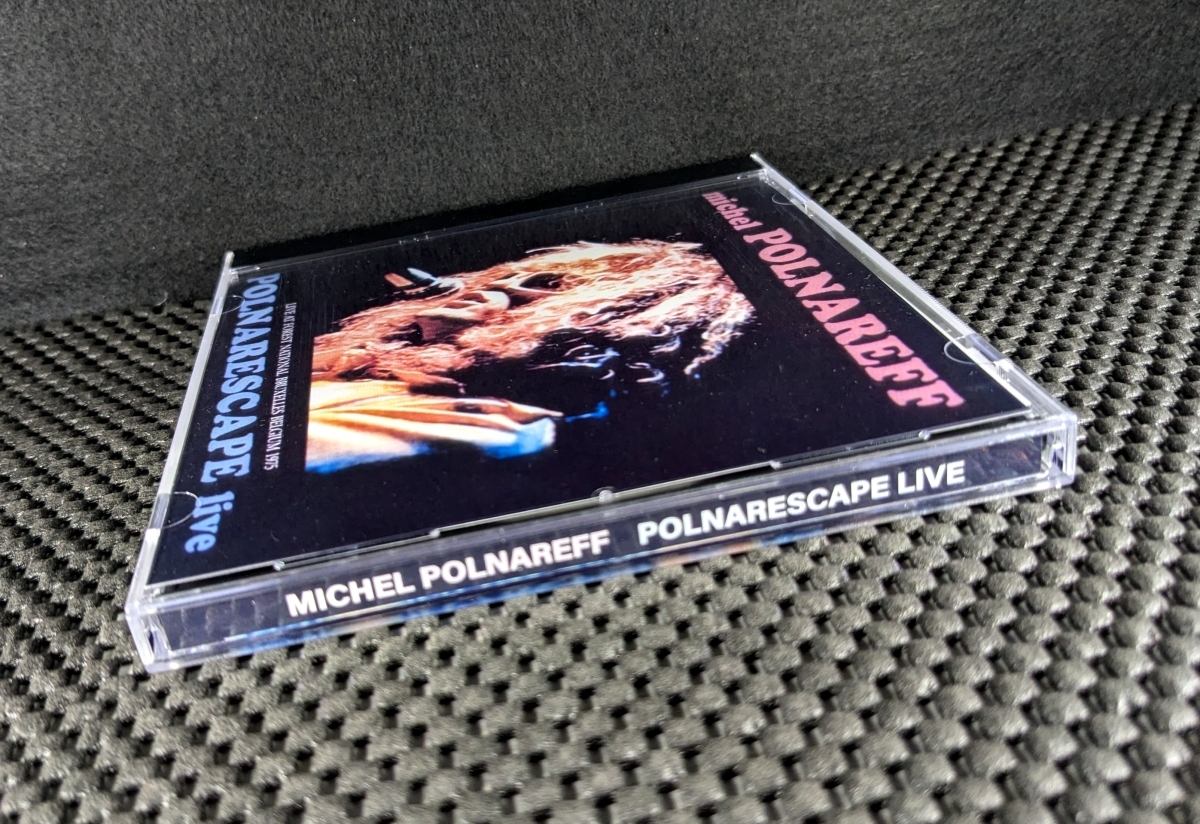 michel POLNAREFF
LIVE AT FOREST NATIONAL BRUXELLES BELGIUM 1975
POLNARESCAPE live
MICHEL POLNAREFF POLNARESCAPE LIVE